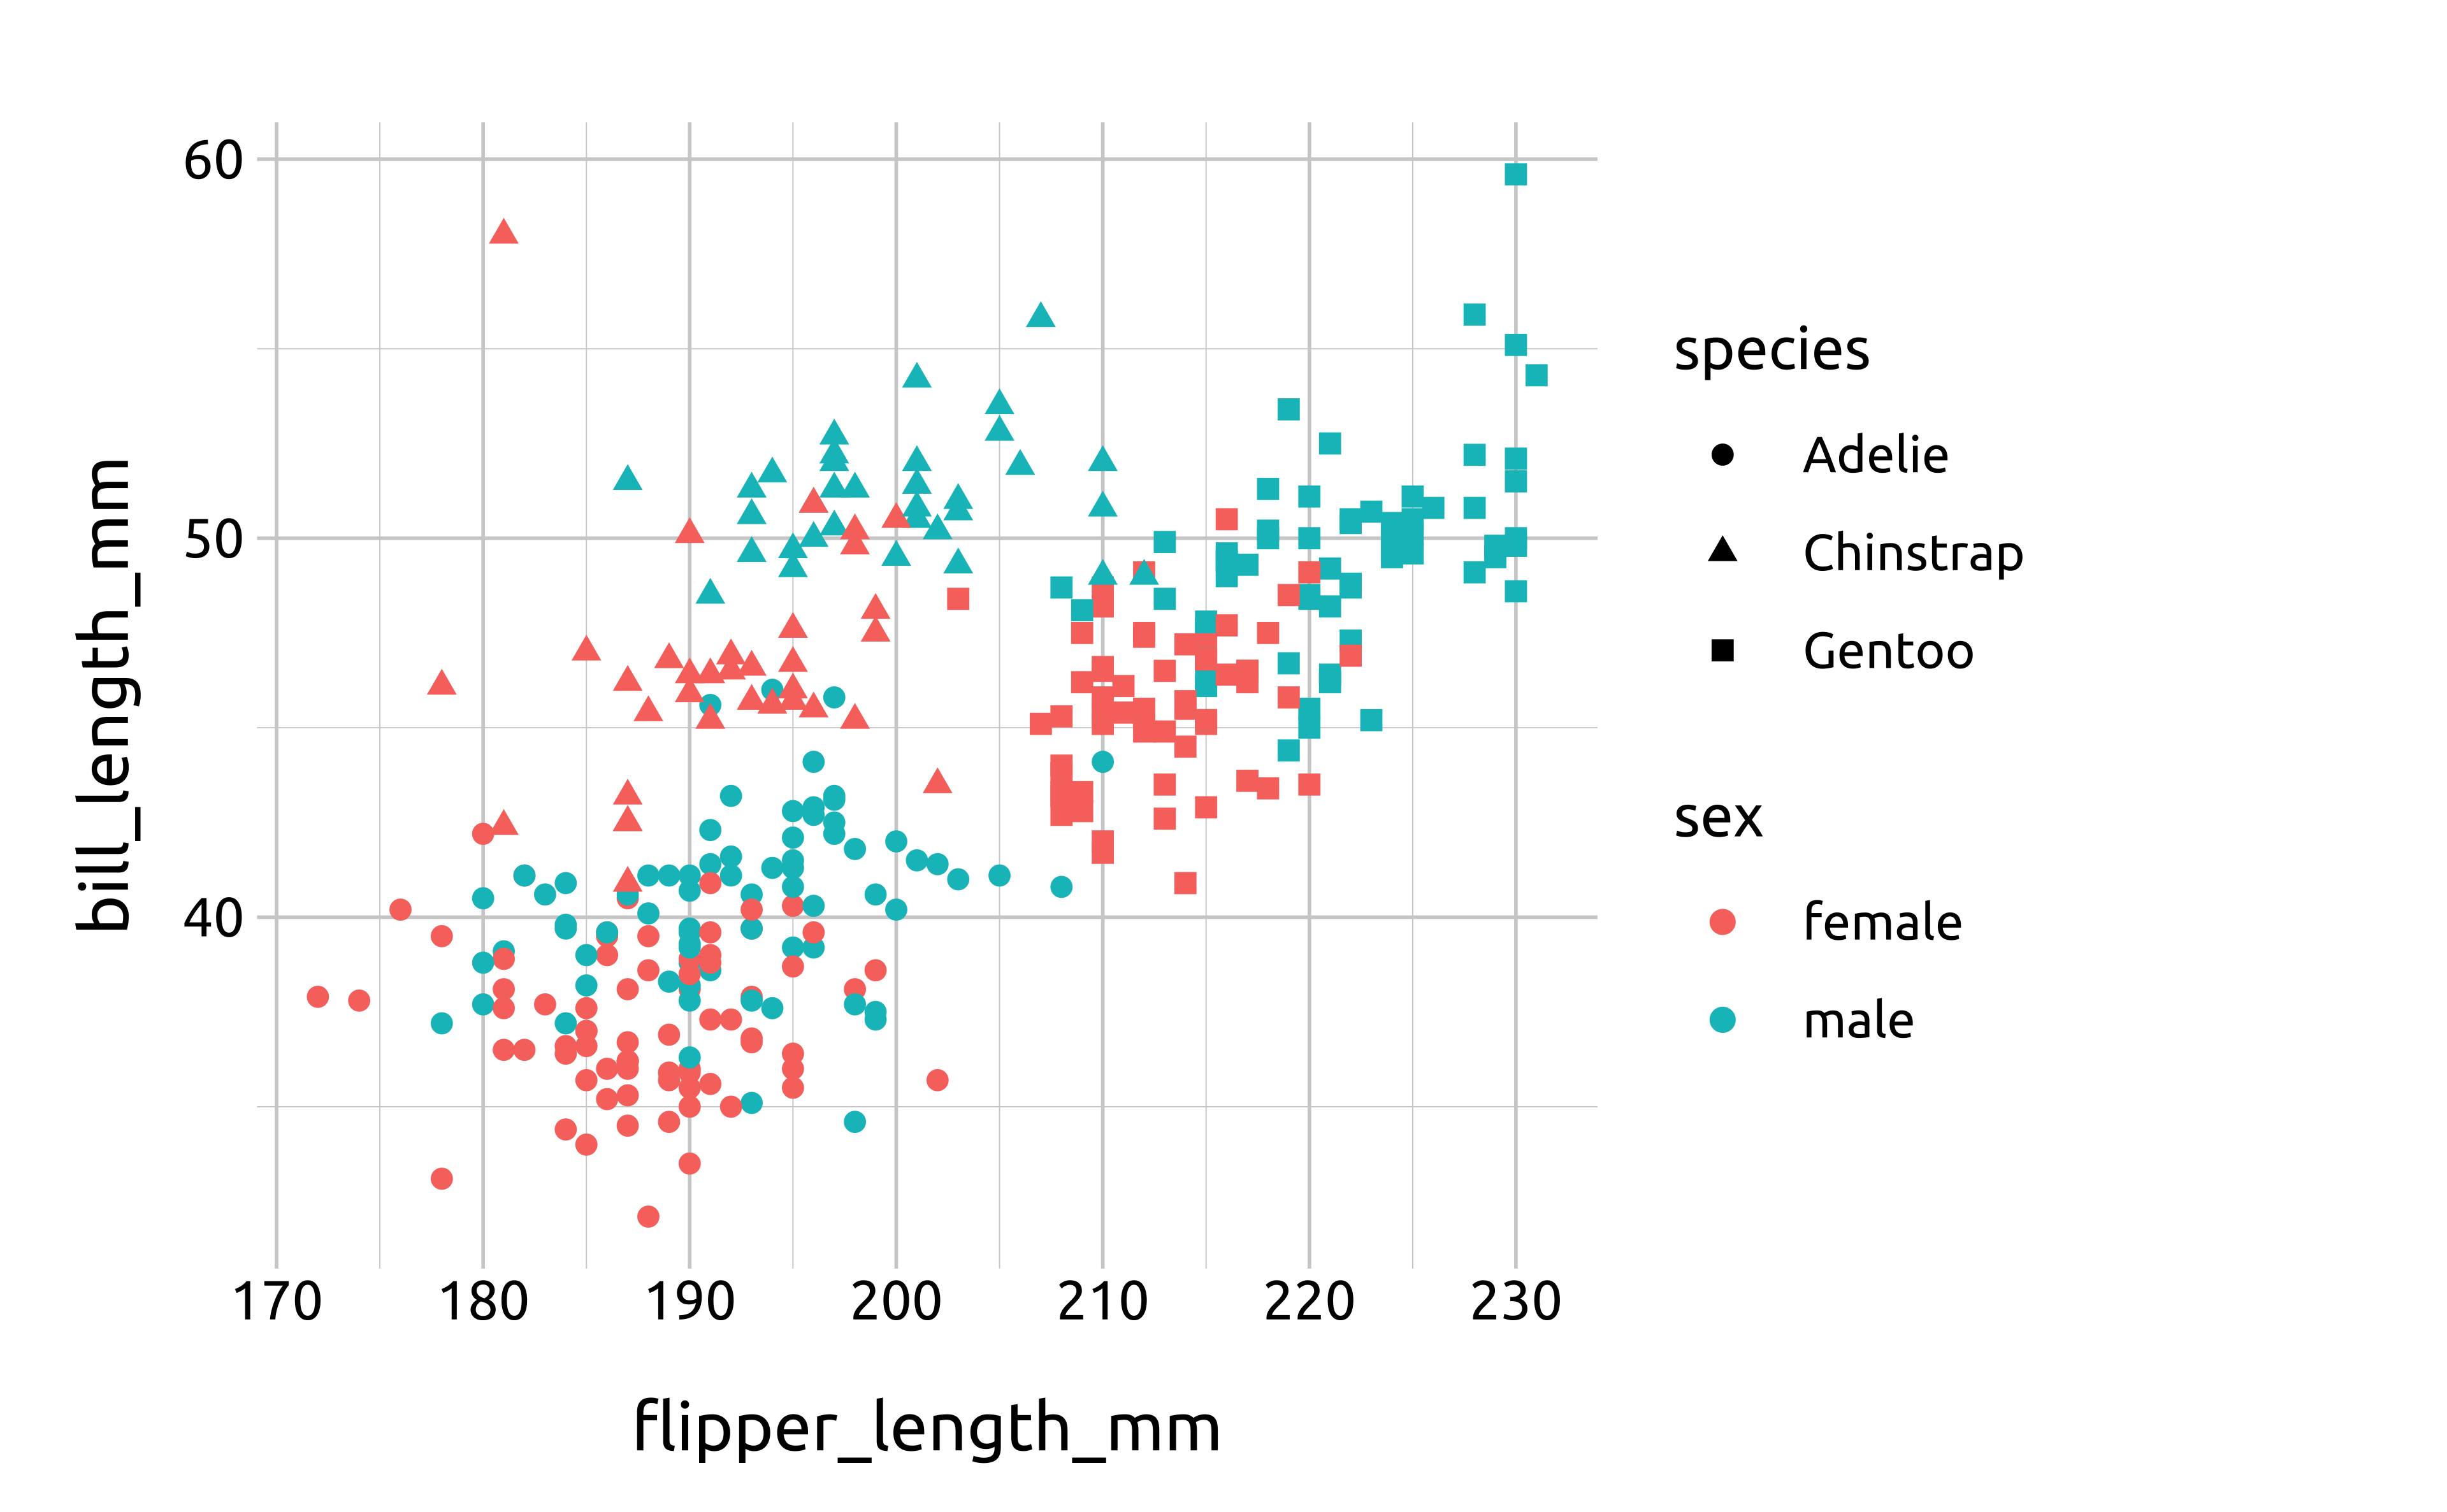 bill_length_mm
60
50
40
170 180 190 200 210 220 230
flipper_length_mm
species
Adelie
Chinstrap
Gentoo
sex
female
male